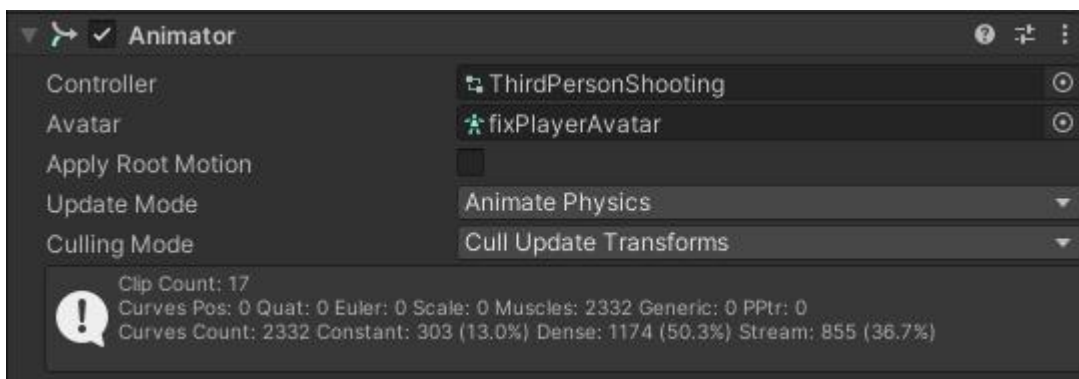 Animator
Controller ThirdPersonShooting
Avatar fixPlayerAvatar
Apply Root Motion
Update Mode Animate Physics
Culling Mode Cull Update Transforms
Clip Count: 17
Curves Pos: 0 Quat: 0 Euler: 0 Scale: 0 Muscles: 2332 Generic: 0 PPtr: 0
Curves Count: 2332 Constant: 303 (13.0%) Dense: 1174 (50.3%) Stream: 855 (36.7%)